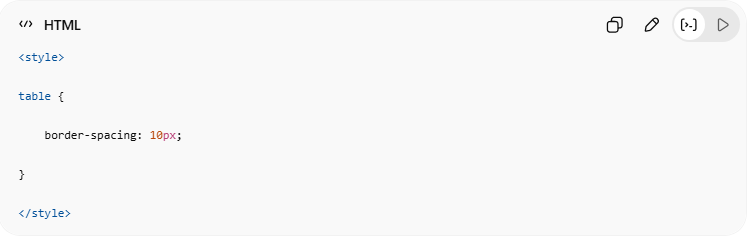 HTML
<style>
table {
    border-spacing: 10px;
}
</style>